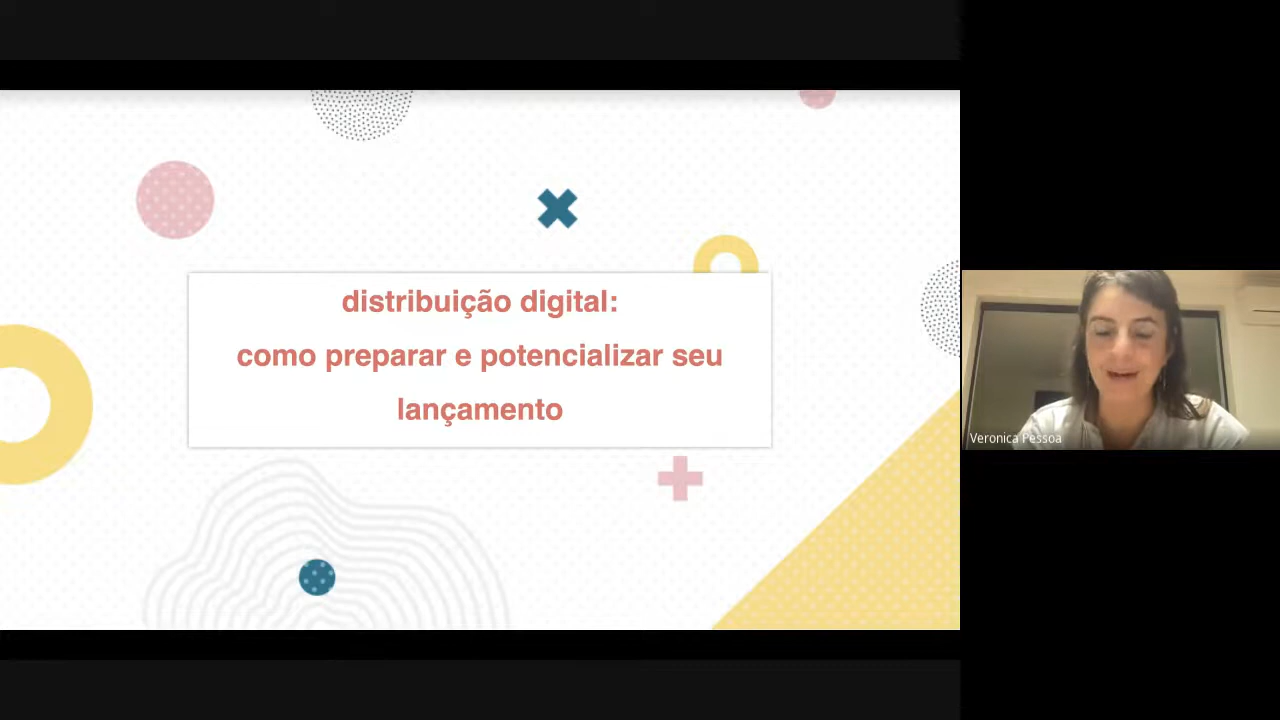 distribuição digital:
como preparar e potencializar seu
lançamento
Veronica Pessoa